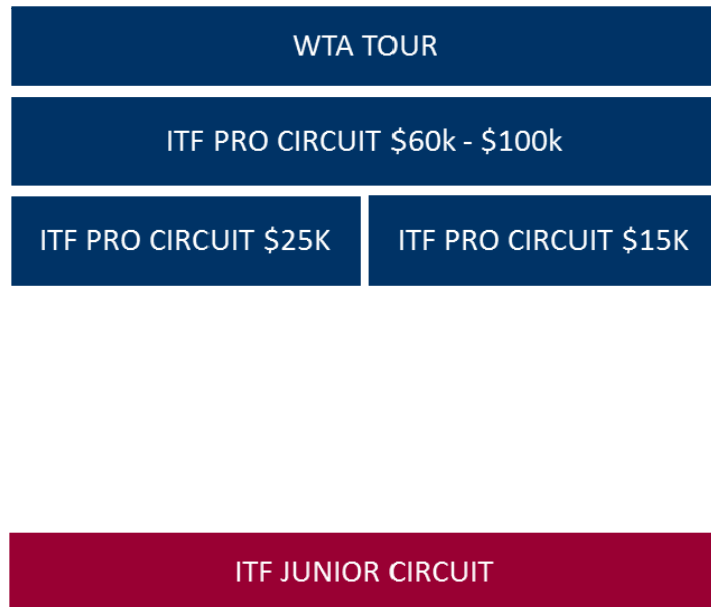 WTA TOUR
ITF PRO CIRCUIT $60k - $100k
ITF PRO CIRCUIT $25K
ITF PRO CIRCUIT $15K
ITF JUNIOR CIRCUIT